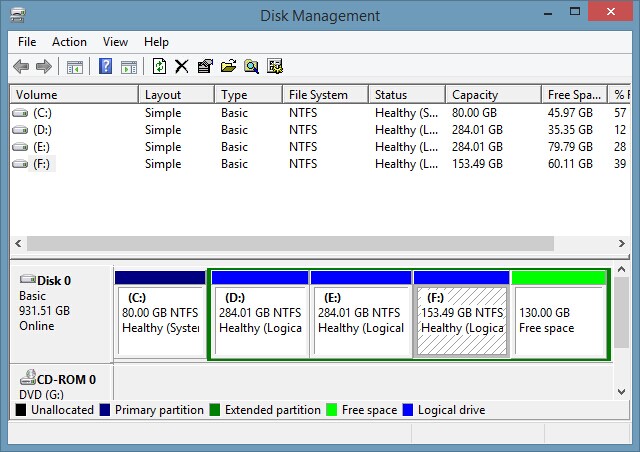 Disk Management
File Action View Help
Volume Layout Type File System Status Capacity Free Spa... % F
(C:) Simple Basic NTFS Healthy (S... 80.00 GB 45.97 GB 57
(D:) Simple Basic NTFS Healthy (L... 284.01 GB 35.35 GB 12
(E:) Simple Basic NTFS Healthy (L... 284.01 GB 79.79 GB 28
(F:) Simple Basic NTFS Healthy (L... 153.49 GB 60.11 GB 39
Disk 0
Basic
931.51 GB
Online
(C:)
80.00 GB NTFS
Healthy (Syster
(D:)
284.01 GB NTFS
Healthy (Logica
(E:)
284.01 GB NTFS
Healthy (Logical
(F:)
153.49 GB NTFS
Healthy (Logica
130.00 GB
Free space
CD-ROM 0
DVD (G:)
Unallocated Primary partition Extended partition Free space Logical drive